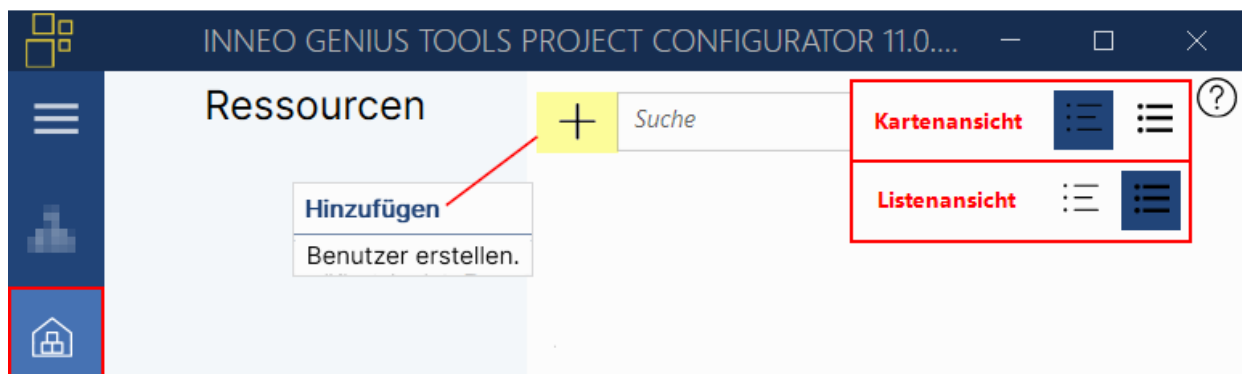 INNEO GENIUS TOOLS PROJECT CONFIGURATOR 11.0....
Ressourcen
Suche
Kartenansicht
Listenansicht
Hinzufügen
Benutzer erstellen.